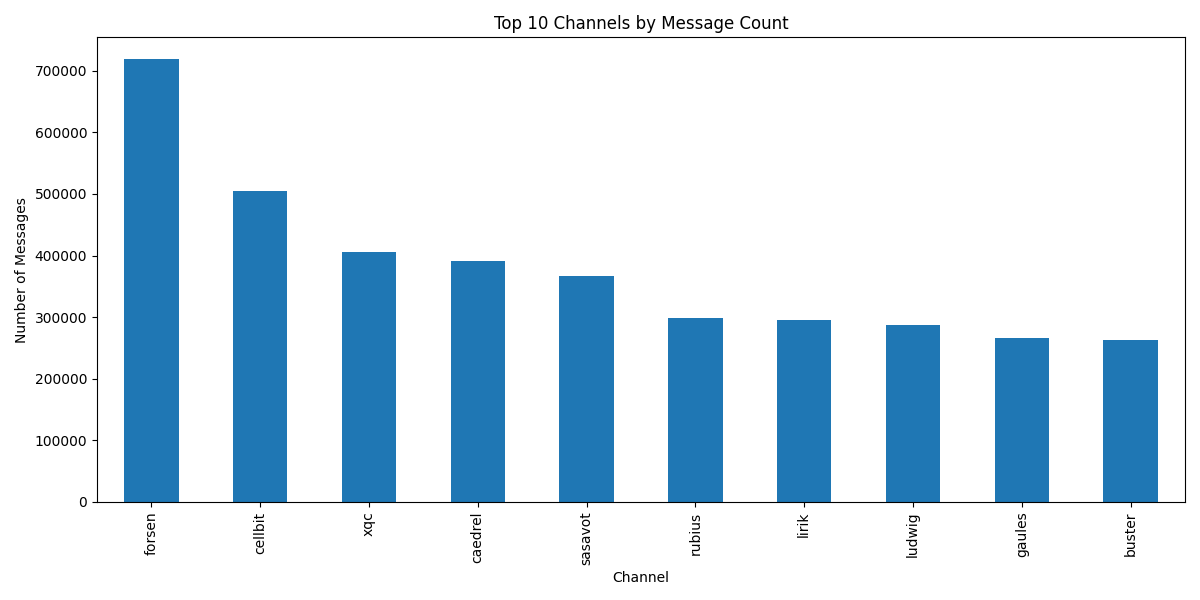 Top 10 Channels by Message Count
Number of Messages
700000
600000
500000
400000
300000
200000
100000
0
forsen
cellbit
xqc
caedrel
sasavot
rubius
lirik
ludwig
gaules
buster
Channel